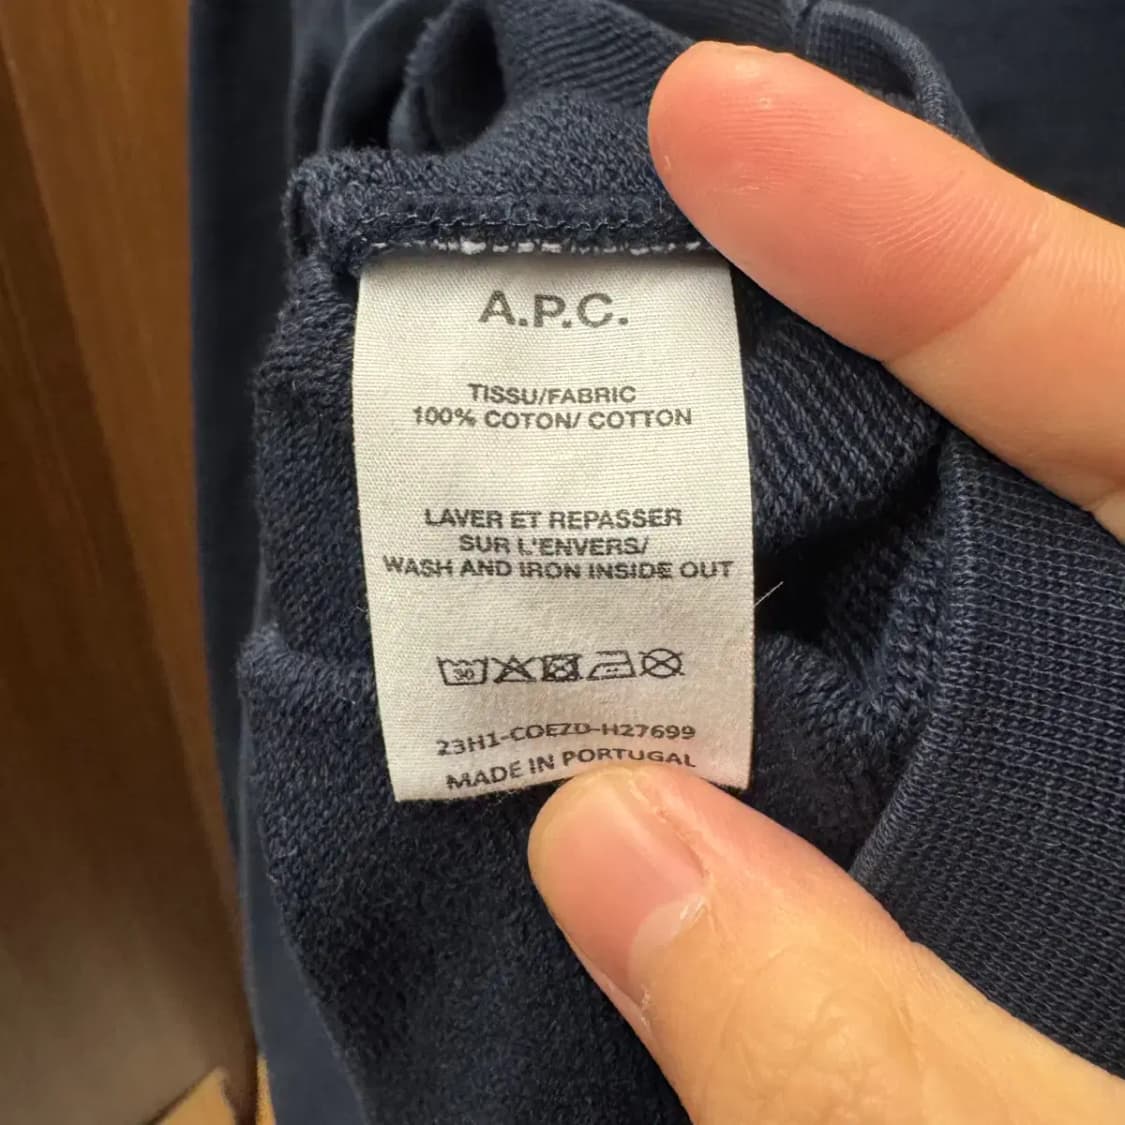 A.P.C.
TISSU/FABRIC
100% COTON/ COTTON
LAVER ET REPASSER
SUR L'ENVERS/
WASH AND IRON INSIDE OUT
30
23H1-COEZD-H27699
MADE IN PORTUGAL